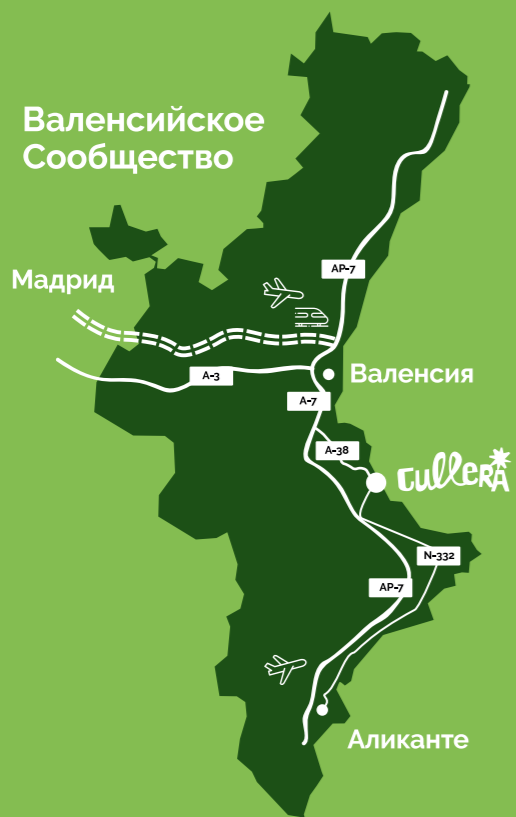 Валенсийское
Сообщество
Мадрид
AP-7
A-3
Валенсия
A-7
A-38
cullera
N-332
AP-7
Аликанте